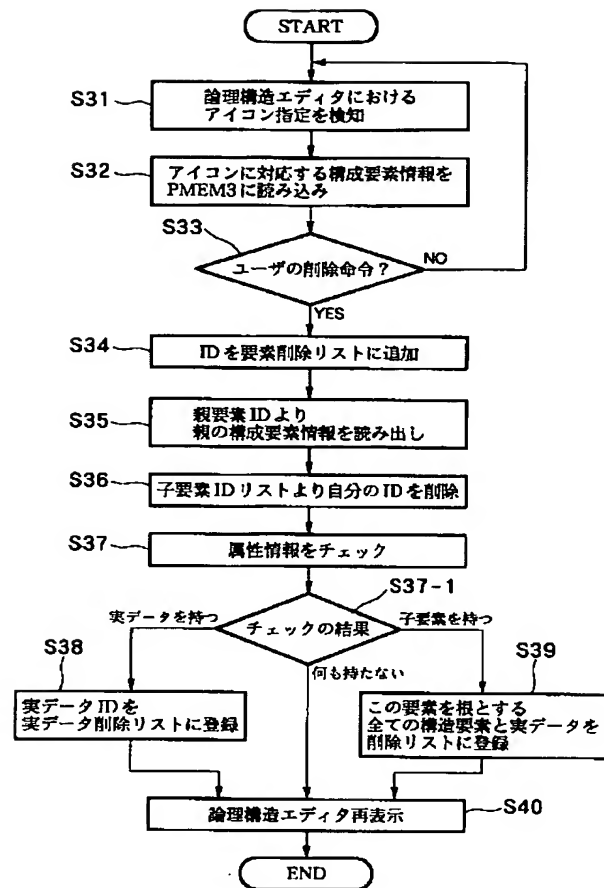 START
S31
論理構造エディタにおける
アイコン指定を検知
S32
アイコンに対応する構成要素情報を
PMEM3に読み込み
S33
ユーザの削除命令?
NO
YES
S34
IDを要素削除リストに追加
S35
親要素IDより
親の構成要素情報を読み出し
S36
子要素IDリストより自分のIDを削除
S37
属性情報をチェック
S37-1
チェックの結果
実データを持つ
何も持たない
子要素を持つ
S38
実データIDを
実データ削除リストに登録
S39
この要素を根とする
全ての構造要素と実データを
削除リストに登録
S40
論理構造エディタ再表示
END